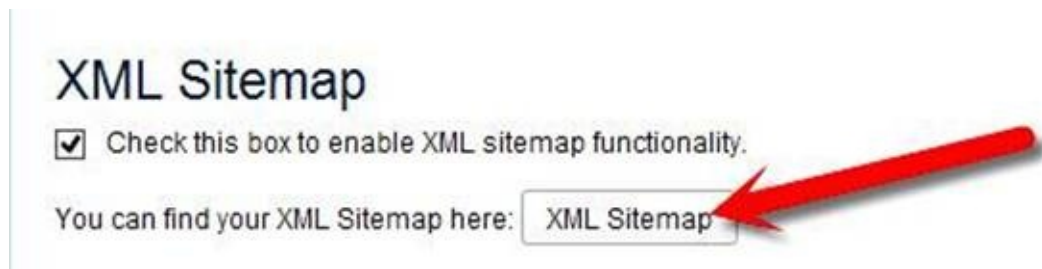 XML Sitemap
Check this box to enable XML sitemap functionality.
You can find your XML Sitemap here: XML Sitemap